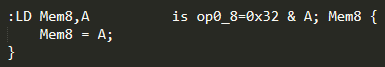 :LD Mem8,A          is op0_8=0x32 & A; Mem8 {
    Mem8 = A;
}